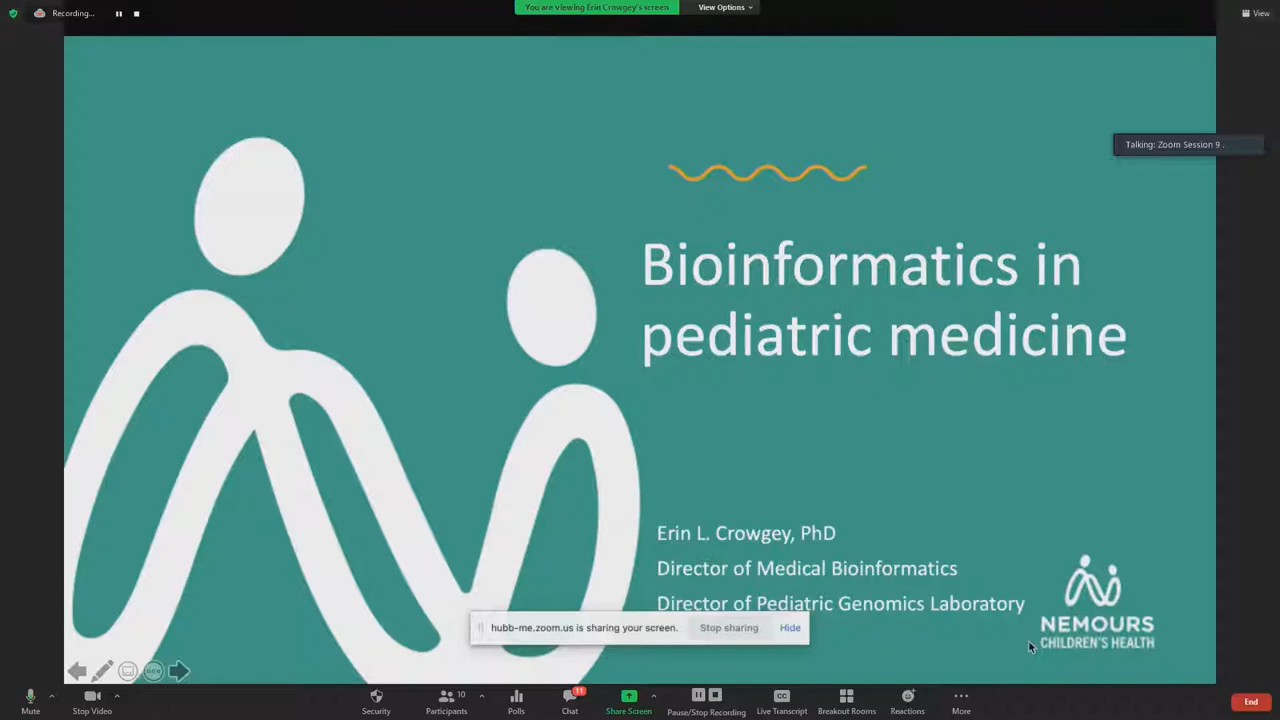 Recording...
You are viewing Erin Crowgey's screen
View Options
View
Talking: Zoom Session 9 .
Bioinformatics in
pediatric medicine
Erin L. Crowgey, PhD
Director of Medical Bioinformatics
Director of Pediatric Genomics Laboratory
hubb-me.zoom.us is sharing your screen.
Stop sharing
Hide
NEMOURS
CHILDREN'S HEALTH
Mute
Stop Video
Security
Participants
10
Polls
Chat
11
Share Screen
Pause/Stop Recording
CC
Live Transcript
Breakout Rooms
Reactions
More
End